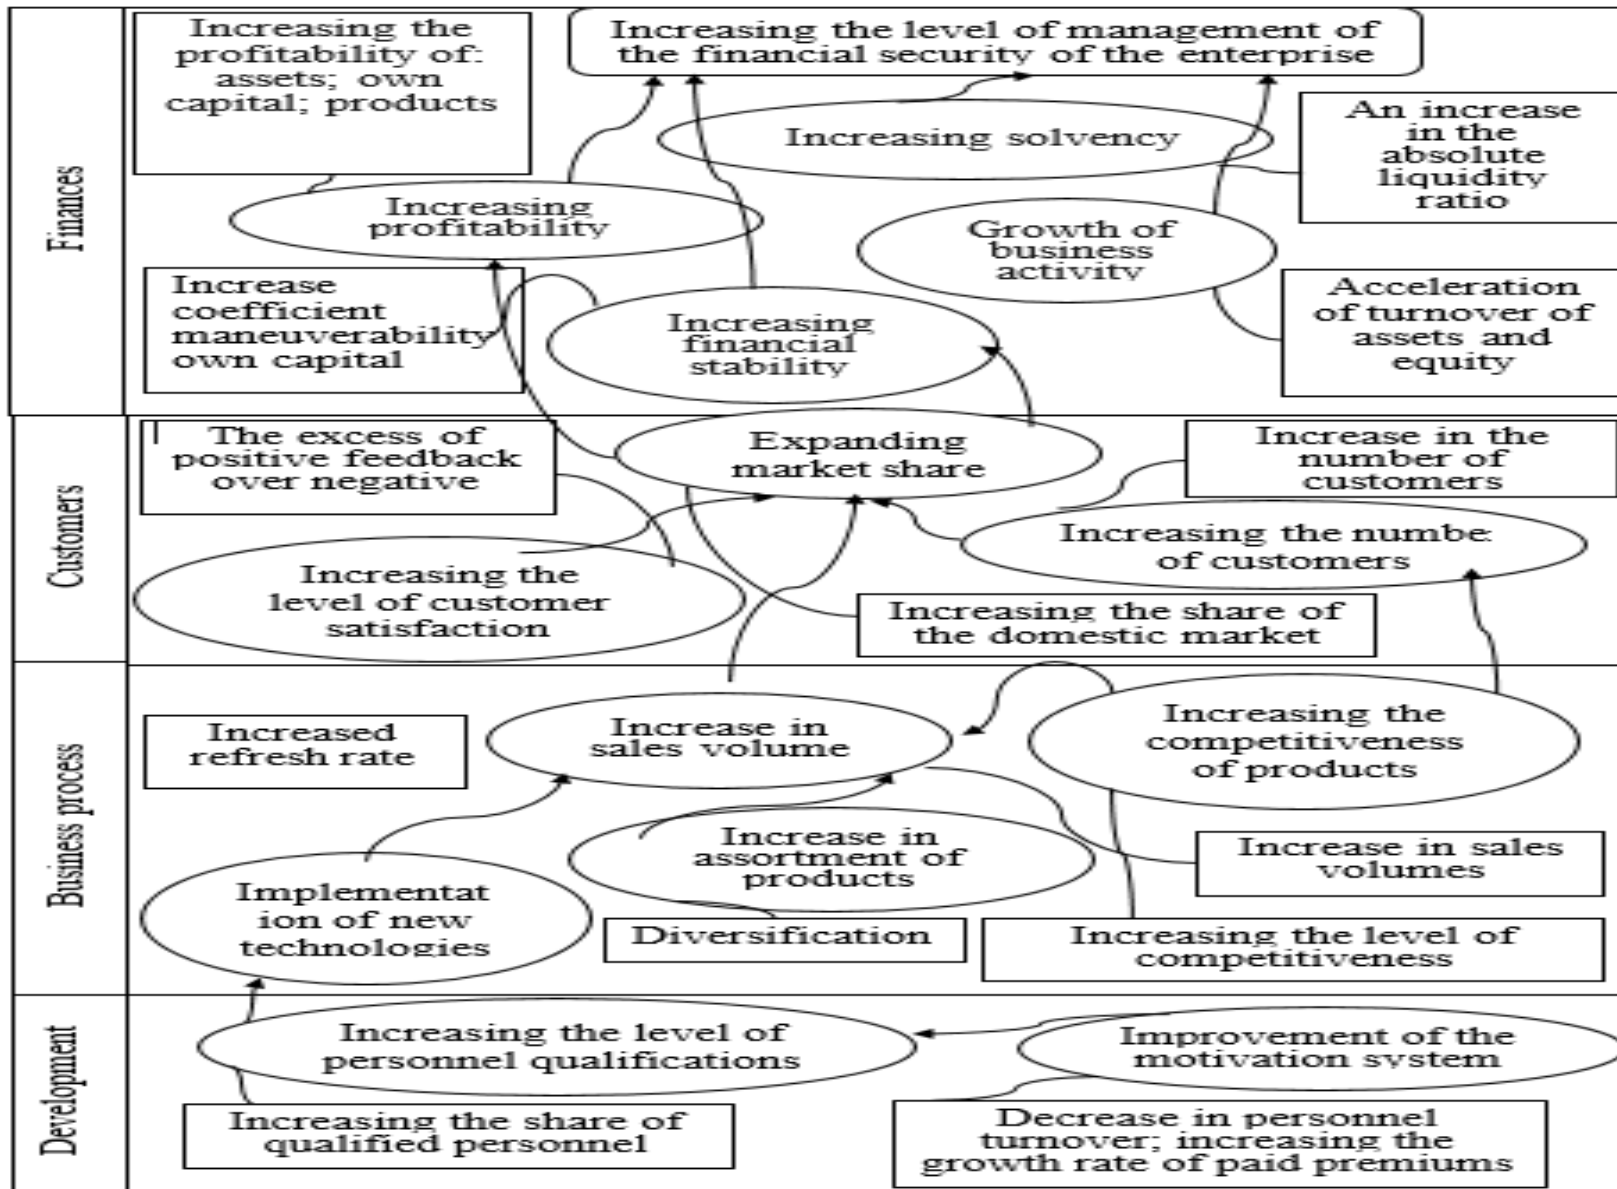 Finances
Increasing the
profitability of:
assets; own
capital; products
Increasing the level of management of
the financial security of the enterprise
Increasing solvency
An increase
in the
absolute
liquidity
ratio
Increasing
profitability
Growth of
business
activity
Increase
coefficient
maneuverability
own capital
Increasing
financial
stability
Acceleration
of turnover of
assets and
equity
Customers
The excess of
positive feedback
over negative
Expanding
market share
Increase in the
number of
customers
Increasing the numbe
of customers
Increasing the
level of customer
satisfaction
Increasing the share of
the domestic market
Business process
Increased
refresh rate
Increase in
sales volume
Increasing the
competitiveness
of products
Increase in
assortment of
products
Increase in sales
volumes
Implementat
ion of new
technologies
Diversification
Increasing the level of
competitiveness
Development
Increasing the level of
personnel qualifications
Improvement of the
motivation system
Increasing the share of
qualified personnel
Decrease in personnel
turnover; increasing the
growth rate of paid premiums